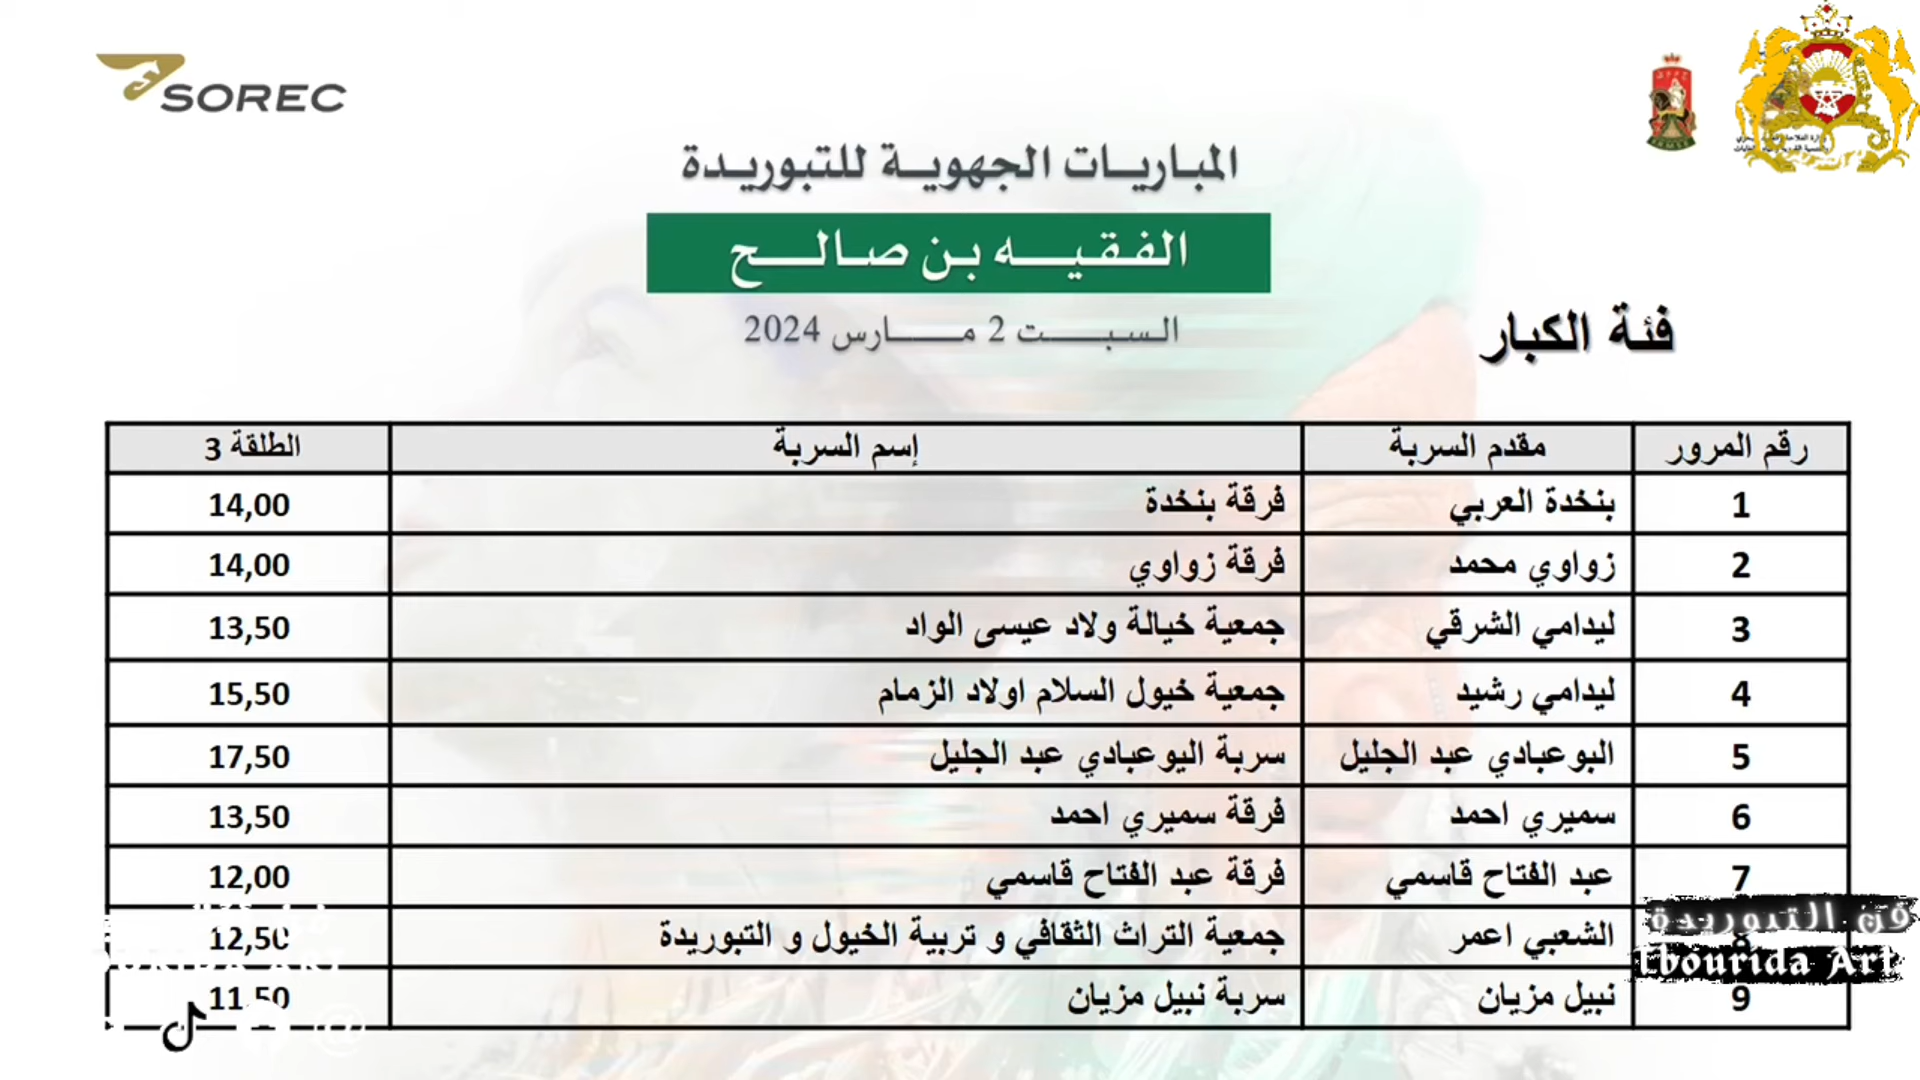 SOREC
المباريات الجهوية للتبوريدة
الفقيه بن صالح
السبت 2 مارس 2024
فئة الكبار
رقم المرور مقدم السربة إسم السربة الطلقة 3
1 بنخدة العربي فرقة بنخدة 14,00
2 زواوي محمد فرقة زواوي 14,00
3 ليدامي الشرقي جمعية خيالة ولاد عيسى الواد 13,50
4 ليدامي رشيد جمعية خيول السلام اولاد الزمام 15,50
5 البوعبادي عبد الجليل سربة اليوعبادي عبد الجليل 17,50
6 سميري احمد فرقة سميري احمد 13,50
7 عبد الفتاح قاسمي فرقة عبد الفتاح قاسمي 12,00
8 الشعبي اعمر جمعية التراث الثقافي و تربية الخيول و التبوريدة 12,50
9 نبيل مزيان سربة نبيل مزيان 11,50
فن التبوريدة
Tbourida Art